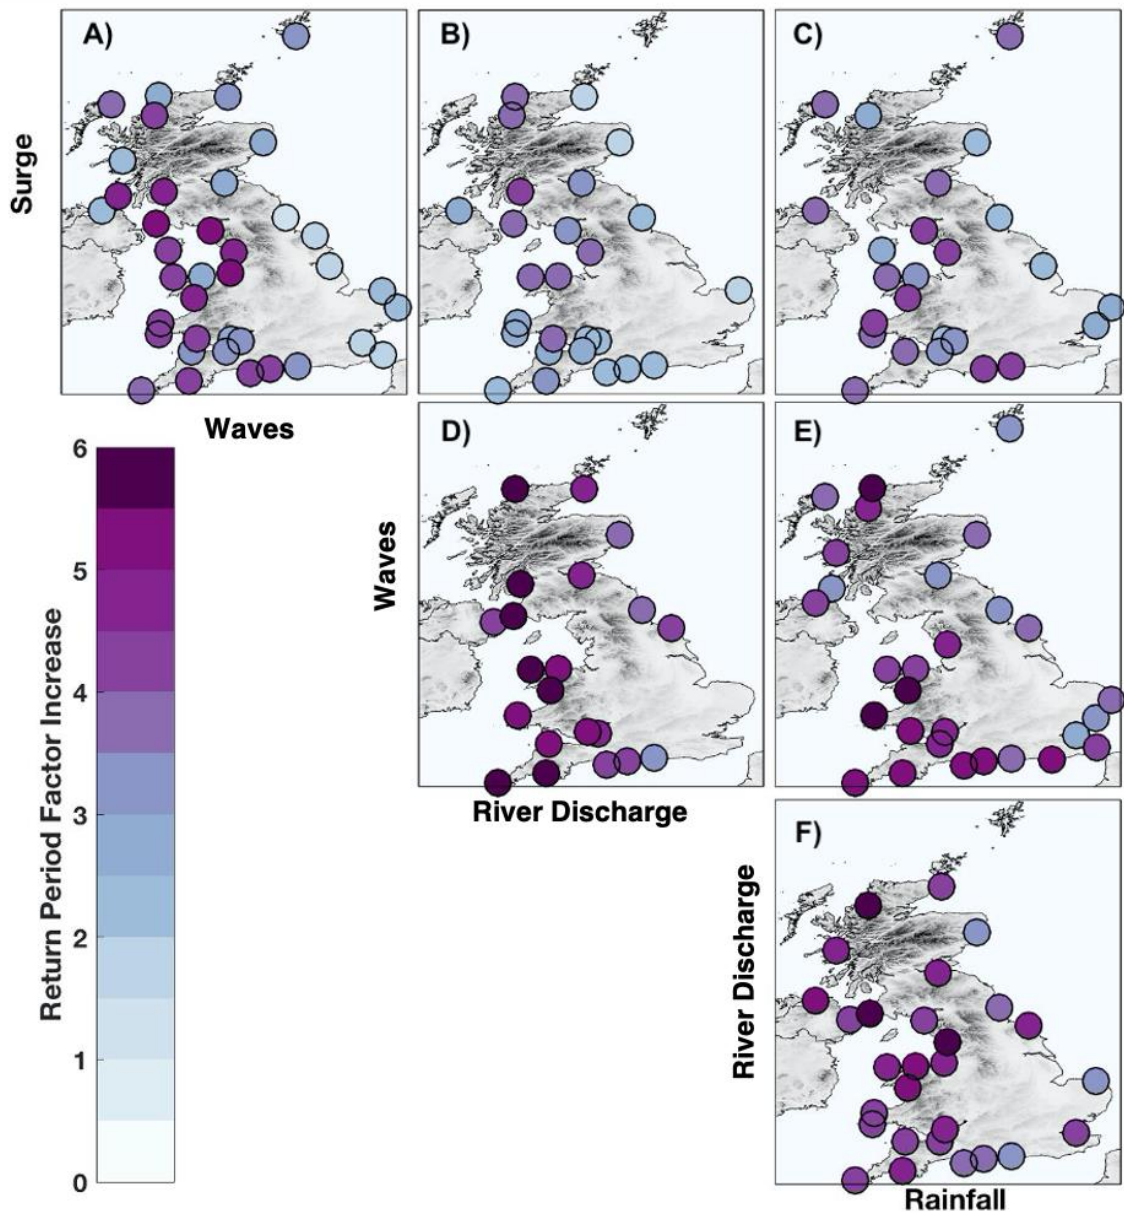 A)
B)
C)
Surge
Waves
D)
E)
6
5
4
3
2
1
0
Return Period Factor Increase
Waves
River Discharge
F)
River Discharge
Rainfall